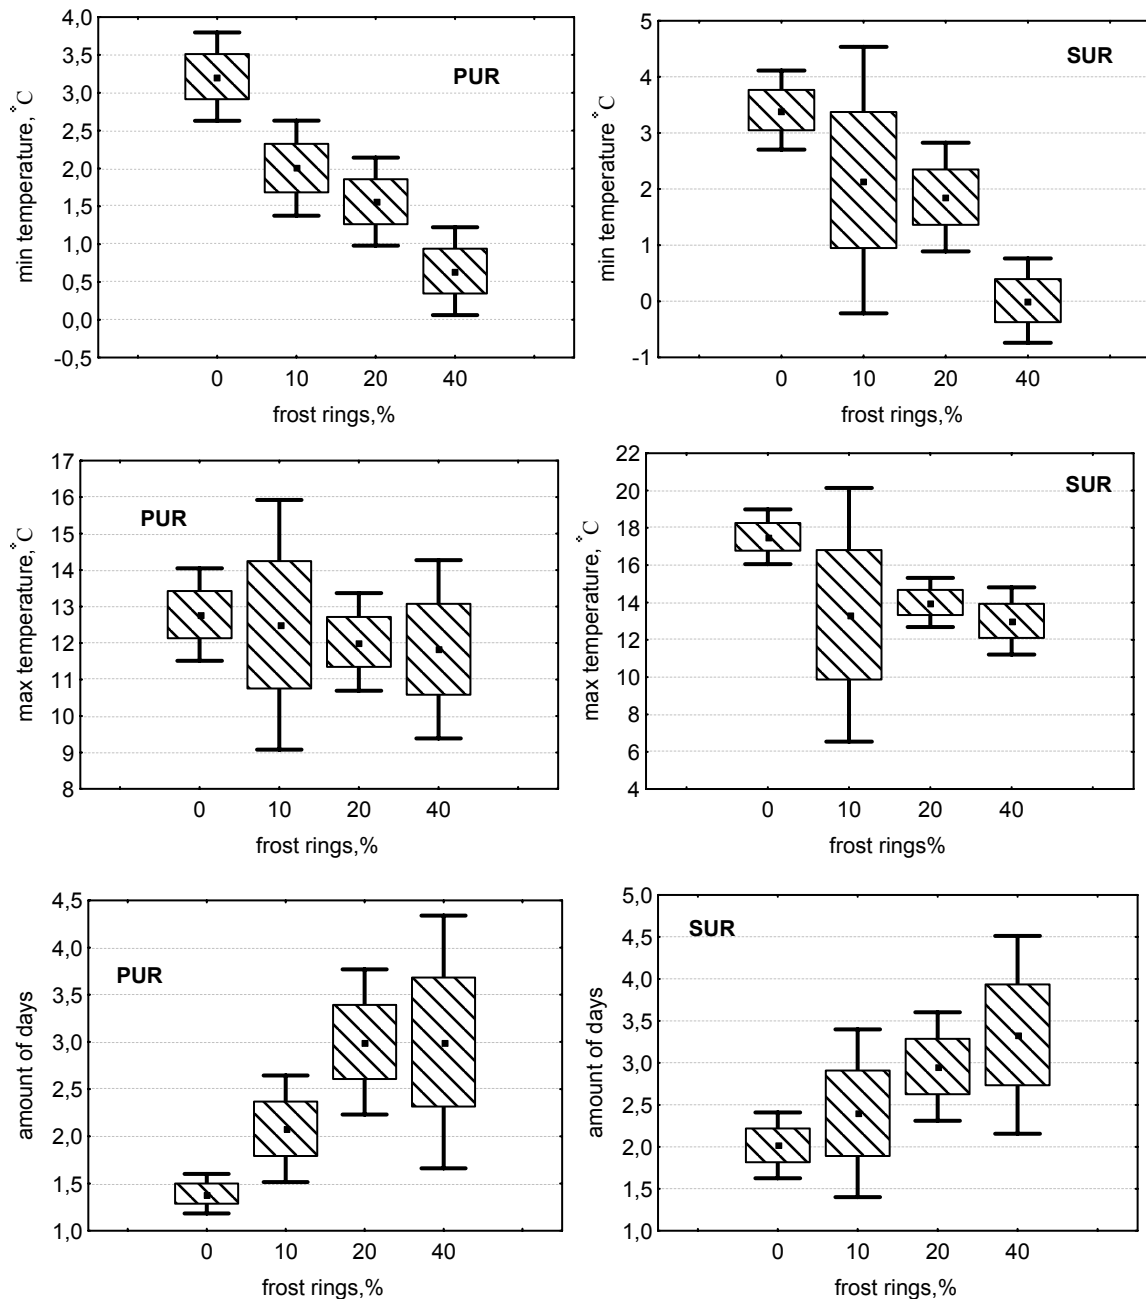 4,0
3,5
3,0
2,5
2,0
1,5
1,0
0,5
0,0
-0,5
min temperature,°C
PUR
0 10 20 40
frost rings,%
5
4
3
2
1
0
-1
min temperature °C
SUR
0 10 20 40
frost rings,%
17
16
15
14
13
12
11
10
9
8
max temperature,°C
PUR
0 10 20 40
frost rings,%
22
20
18
16
14
12
10
8
6
4
max temperature, °C
SUR
0 10 20 40
frost rings%
4,5
4,0
3,5
3,0
2,5
2,0
1,5
1,0
amount of days
PUR
0 10 20 40
frost rings,%
5,0
4,5
4,0
3,5
3,0
2,5
2,0
1,5
1,0
amount of days
SUR
0 10 20 40
frost rings,%